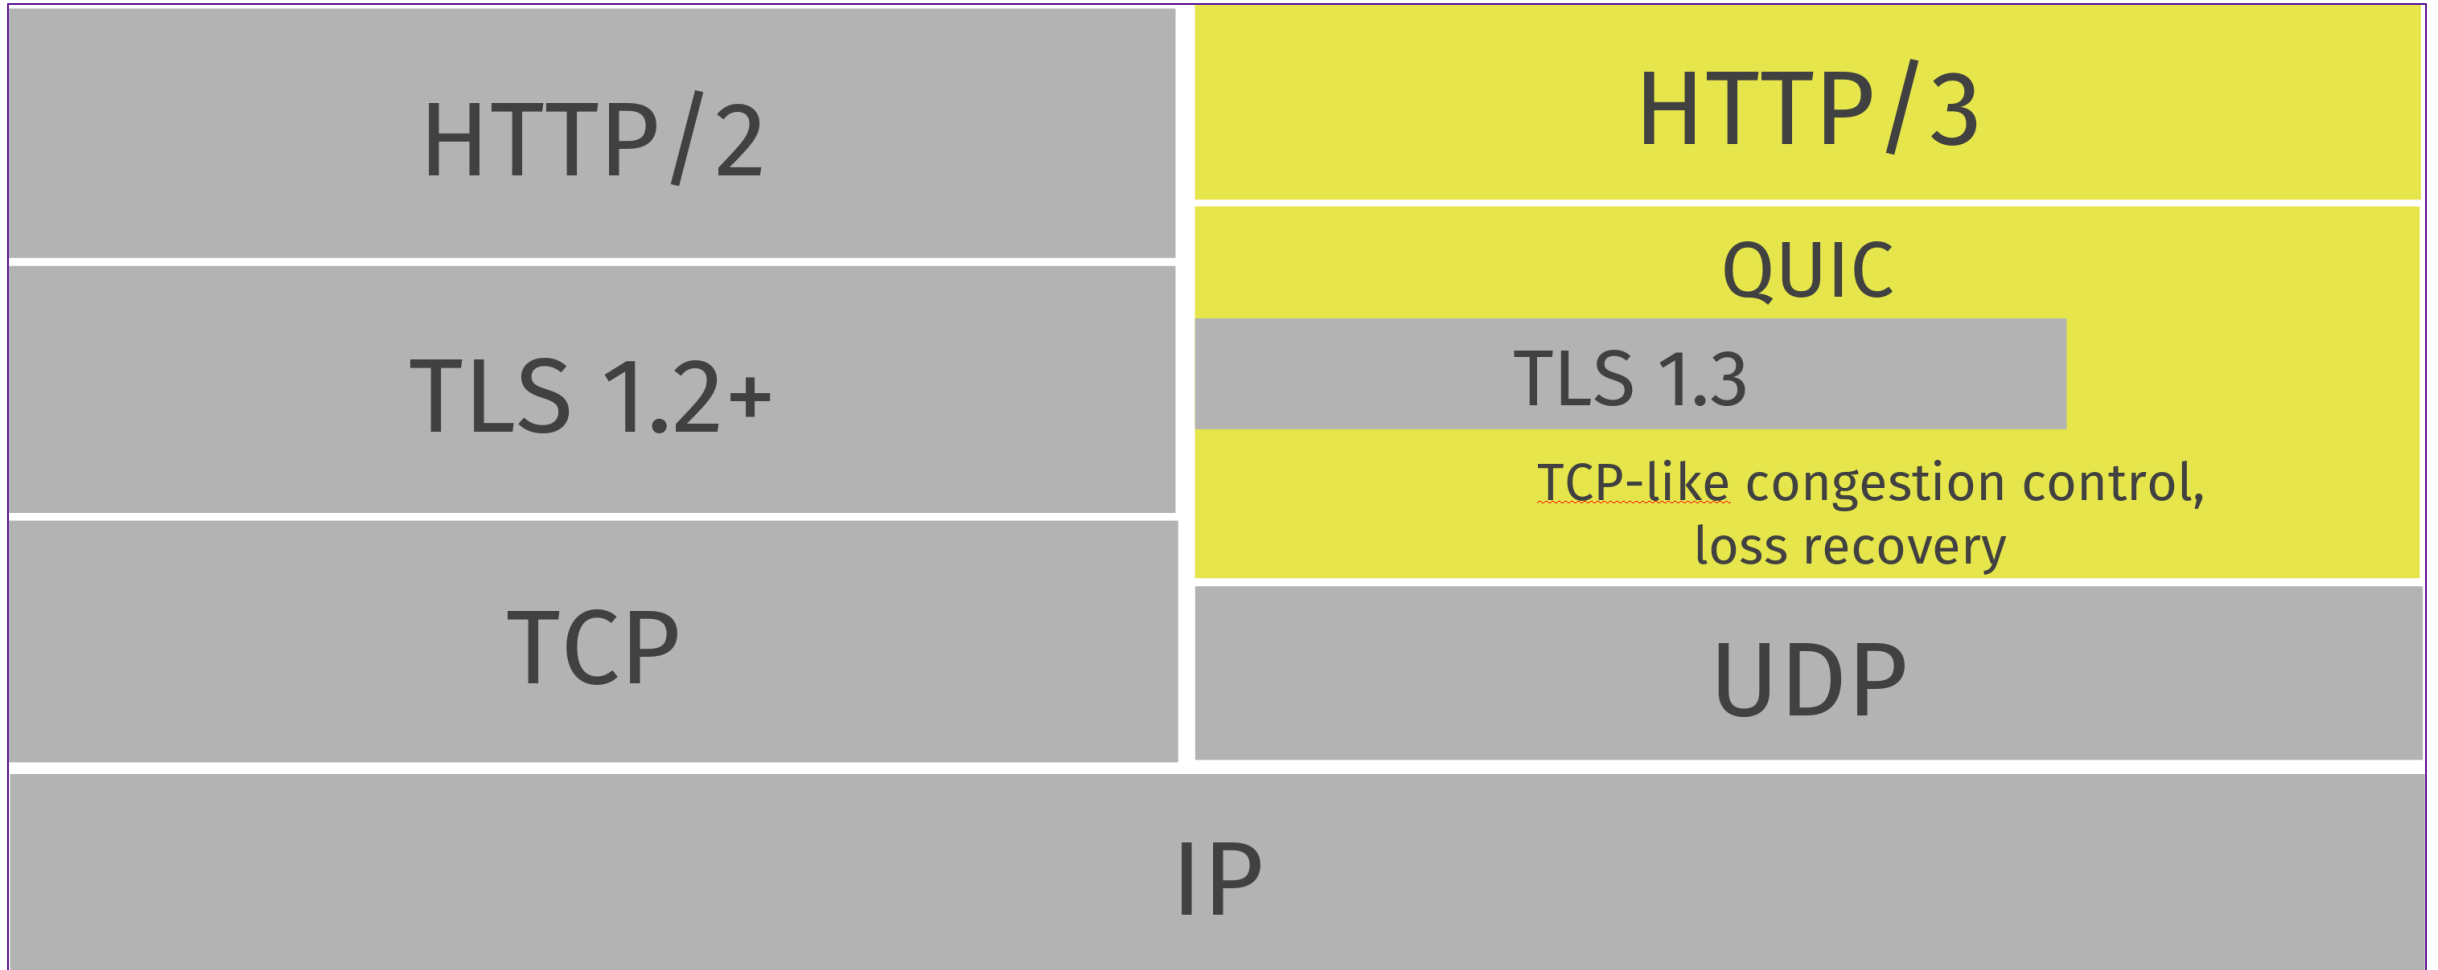 HTTP/2
TLS 1.2+
TCP
HTTP/3
QUIC
TLS 1.3
TCP-like congestion control,
loss recovery
UDP
IP